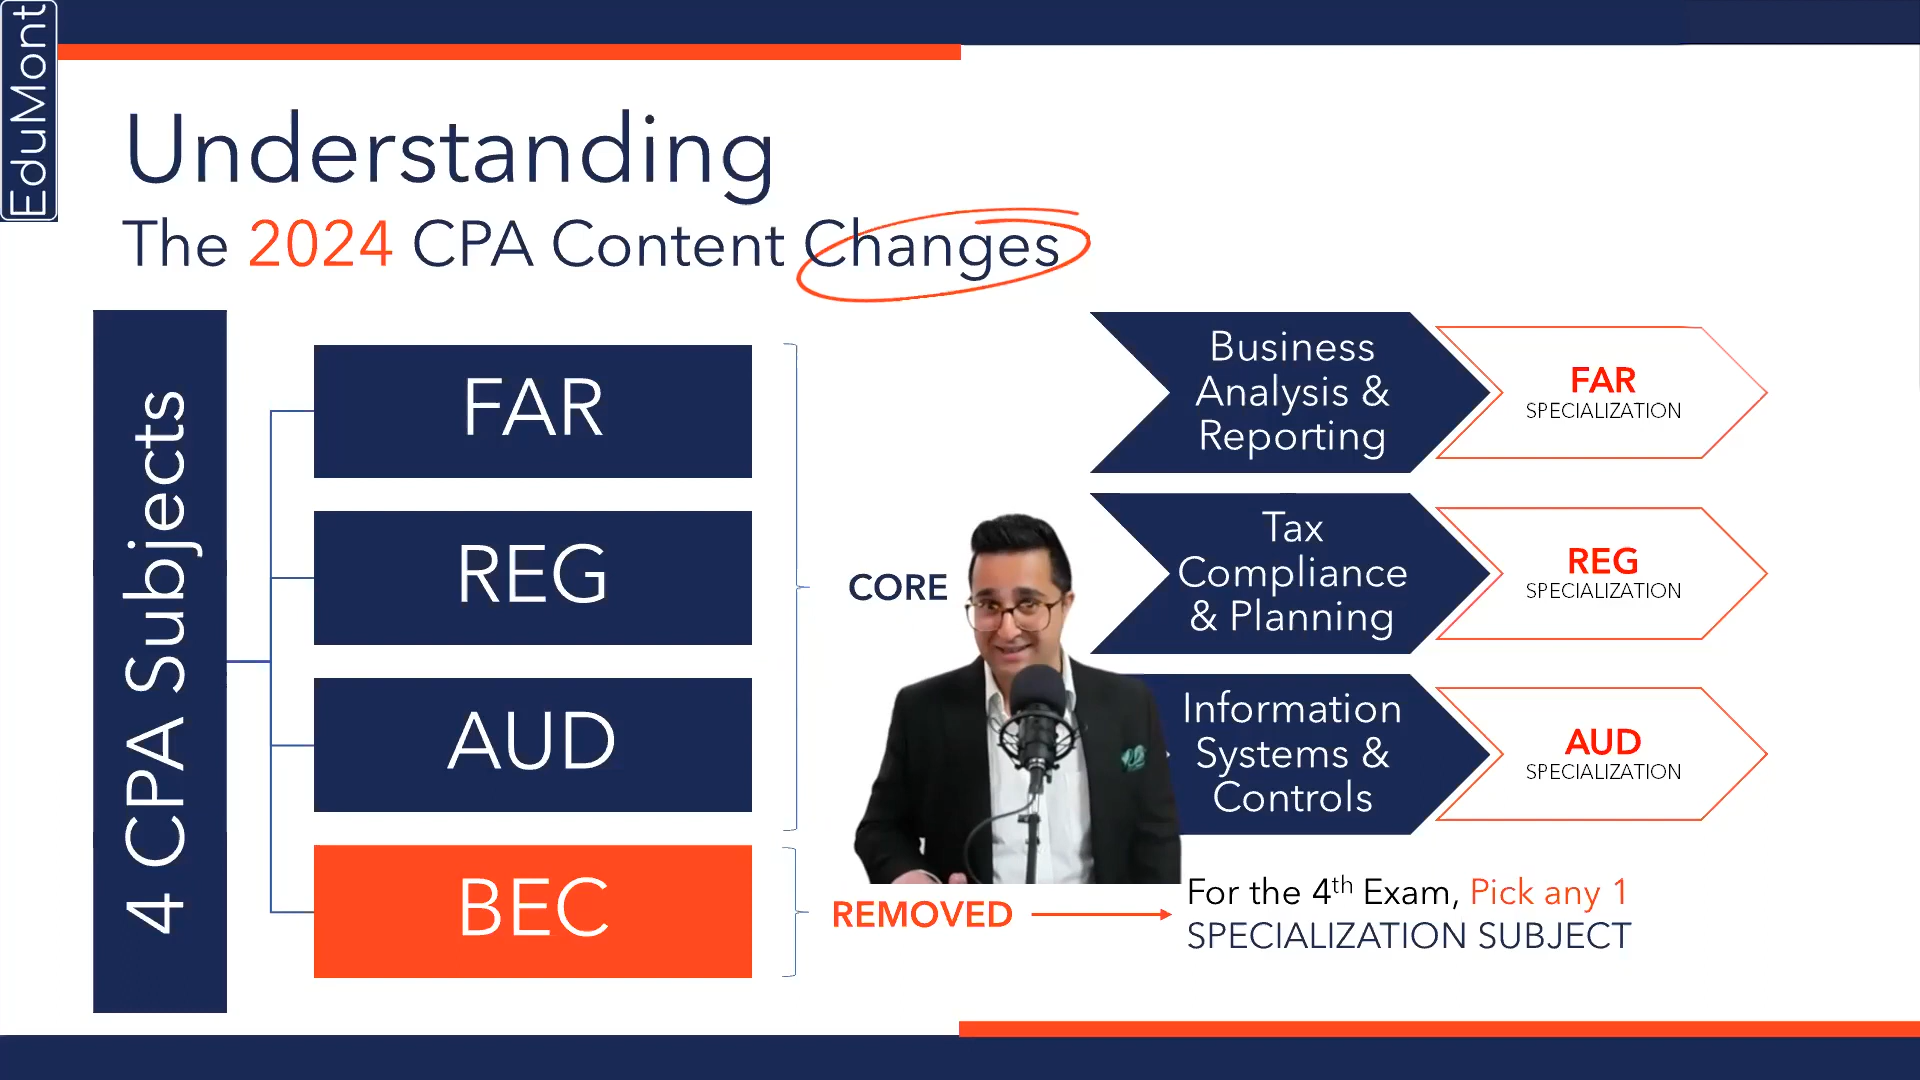 EduMont
Understanding
The 2024 CPA Content Changes
4 CPA Subjects
FAR
REG
AUD
BEC
CORE
REMOVED
Business
Analysis &
Reporting
FAR
SPECIALIZATION
Tax
Compliance
& Planning
REG
SPECIALIZATION
Information
Systems &
Controls
AUD
SPECIALIZATION
For the 4th Exam, Pick any 1
SPECIALIZATION SUBJECT